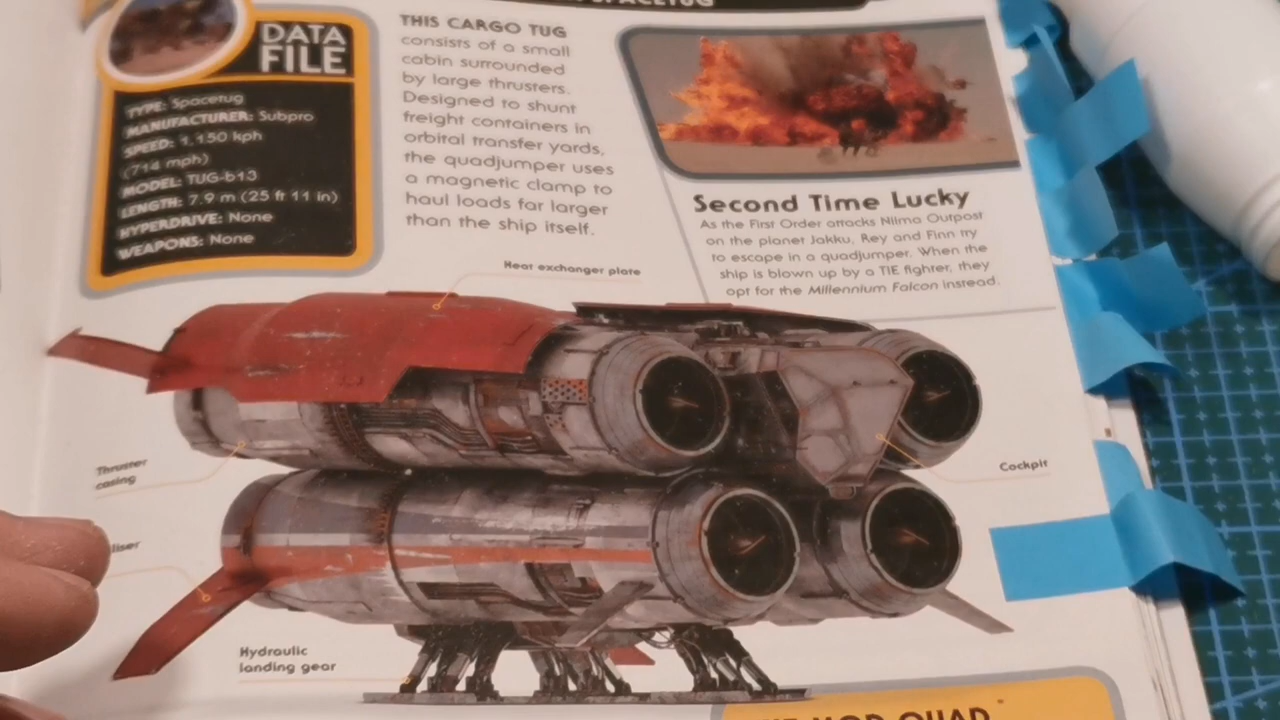 SPACETUG
DATA
FILE
TYPE: Spacetug
MANUFACTURER: Subpro
SPEED: 1,150 kph
(714 mph)
MODEL: TUG-b13
LENGTH: 7.9 m (25 ft 11 in)
HYPERDRIVE: None
WEAPONS: None
THIS CARGO TUG
consists of a small
cabin surrounded
by large thrusters.
Designed to shunt
freight containers in
orbital transfer yards,
the quadjumper uses
a magnetic clamp to
haul loads far larger
than the ship itself.
Second Time Lucky
As the First Order attacks Niima Outpost
on the planet Jakku, Rey and Finn try
to escape in a quadjumper. When the
ship is blown up by a TIE fighter, they
opt for the Millennium Falcon instead.
Heat exchanger plate
Thruster
casing
Cockpit
liser
Hydraulic
landing gear
QUAD